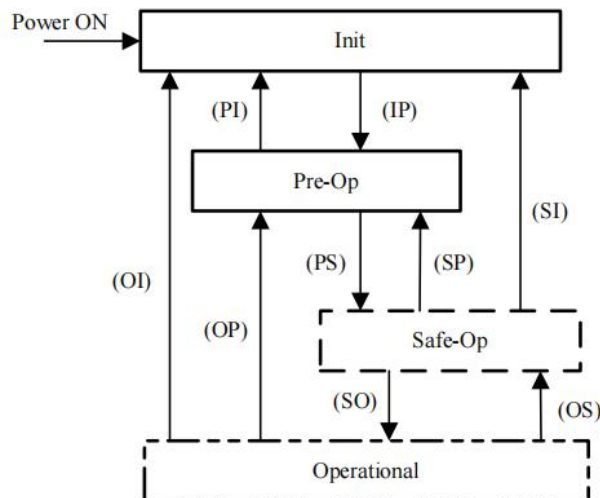 Power ON
Init
(PI)
(IP)
Pre-Op
(SI)
(PS)
(SP)
(OI)
(OP)
Safe-Op
(SO)
(OS)
Operational